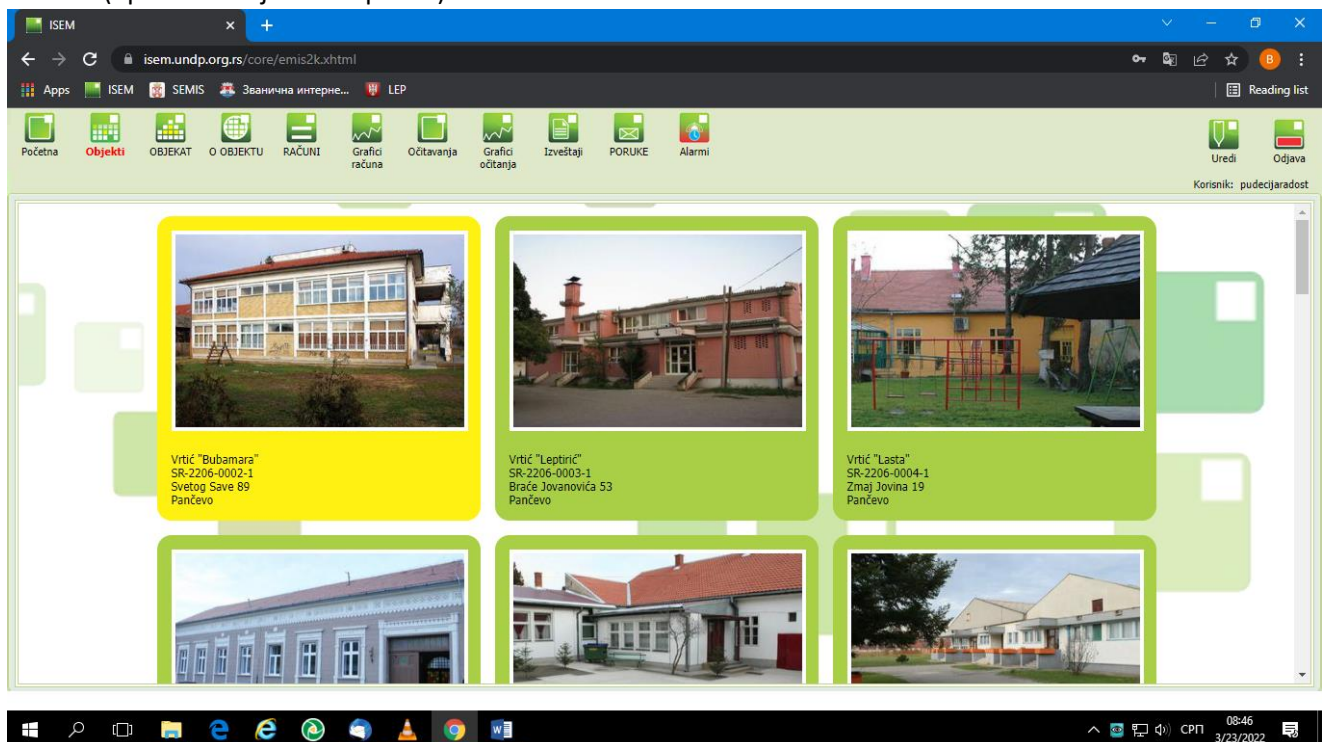 ISEM
isem.undp.org.rs/core/emis2k.xhtml
B
Apps ISEM SEMIS Званична интерне... LEP Reading list
Početna Objekti OBJEKAT O OBJEKTU RAČUNI Grafici računa Očitavanja Grafici očitanja Izveštaji PORUKE Alarmi Uredi Odjava
Korisnik: pudecijaradost
Vrtić "Bubamara"
SR-2206-0002-1
Svetog Save 89
Pančevo
Vrtić "Leptirić"
SR-2206-0003-1
Braće Jovanovića 53
Pančevo
Vrtić "Lasta"
SR-2206-0004-1
Zmaj Jovina 19
Pančevo
СРП
08:46
3/23/2022